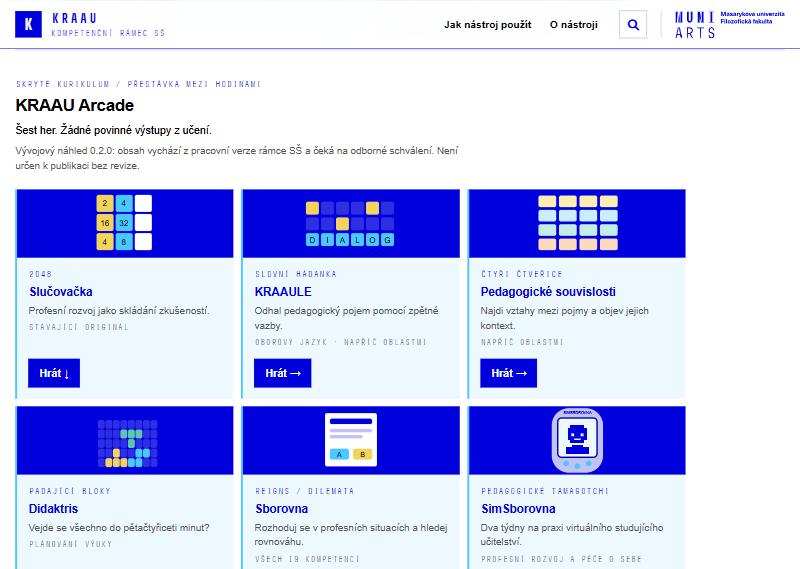 K
KRAAU
KOMPETENČNÍ RÁMEC SŠ
Jak nástroj použít
O nástroji
MUNI
ARTS
Masarykova univerzita
Filozofická fakulta
SKRYTÉ KURIKULUM / PŘESTÁVKA MEZI HODINAMI
KRAAU Arcade
Šest her. Žádné povinné výstupy z učení.
Vývojový náhled 0.2.0: obsah vychází z pracovní verze rámce SŠ a čeká na odborné schválení. Není
určen k publikaci bez revize.
2 4
16 32
4 8
2048
Slučovačka
Profesní rozvoj jako skládání zkušeností.
STÁVAJÍCÍ ORIGINÁL
Hrát ↓
D I A L O G
SLOVNÍ HÁDANKA
KRAAULE
Odhal pedagogický pojem pomocí zpětné
vazby.
OBOROVÝ JAZYK · NAPŘÍČ OBLASTMI
Hrát →
ČTYŘI ČTVEŘICE
Pedagogické souvislosti
Najdi vztahy mezi pojmy a objev jejich
kontext.
NAPŘÍČ OBLASTMI
Hrát →
PADAJÍCÍ BLOKY
Didaktris
Vejde se všechno do pětačtyřiceti minut?
PLÁNOVÁNÍ VÝUKY
A B
REIGNS / DILEMATA
Sborovna
Rozhoduj se v profesních situacích a hledej
rovnováhu.
VŠECH 19 KOMPETENCÍ
SIMSBOROVNA
PEDAGOGICKÉ TAMAGOTCHI
SimSborovna
Dva týdny na praxi virtuálního studujícího
učitelství.
PROFESNÍ ROZVOJ A PÉČE O SEBE